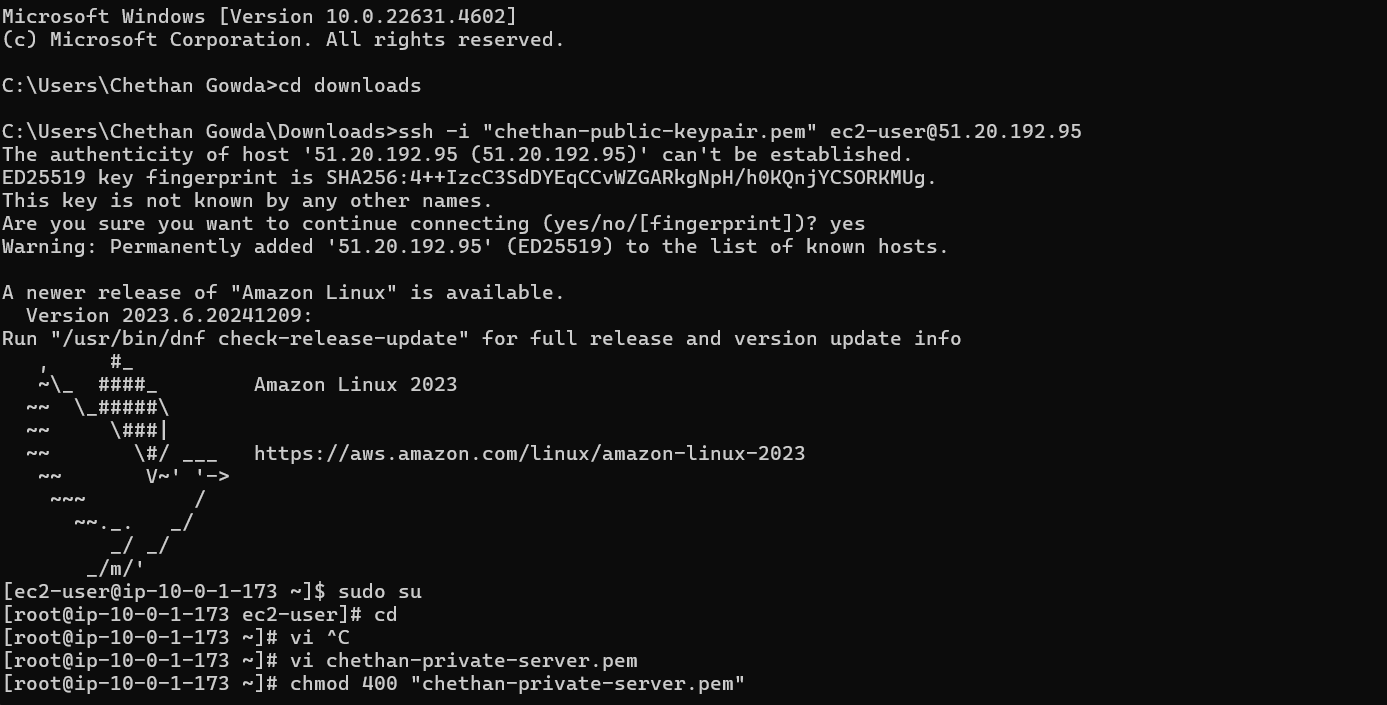 Microsoft Windows [Version 10.0.22631.4602]
(c) Microsoft Corporation. All rights reserved.

C:\Users\Chethan Gowda>cd downloads

C:\Users\Chethan Gowda\Downloads>ssh -i "chethan-public-keypair.pem" ec2-user@51.20.192.95
The authenticity of host '51.20.192.95 (51.20.192.95)' can't be established.
ED25519 key fingerprint is SHA256:4++IzcC3SdDYEqCCvWZGARkgNpH/h0KQnjYCSORKMUg.
This key is not known by any other names.
Are you sure you want to continue connecting (yes/no/[fingerprint])? yes
Warning: Permanently added '51.20.192.95' (ED25519) to the list of known hosts.

A newer release of "Amazon Linux" is available.
  Version 2023.6.20241209:
Run "/usr/bin/dnf check-release-update" for full release and version update info
   ,     #_
   ~\_  ####_        Amazon Linux 2023
  ~~  \_#####\
  ~~     \###|
  ~~       \#/ ___   https://aws.amazon.com/linux/amazon-linux-2023
   ~~       V~' '->
    ~~~         /
      ~~._.   _/
         _/ _/
       _/m/'
[ec2-user@ip-10-0-1-173 ~]$ sudo su
[root@ip-10-0-1-173 ec2-user]# cd
[root@ip-10-0-1-173 ~]# vi ^C
[root@ip-10-0-1-173 ~]# vi chethan-private-server.pem
[root@ip-10-0-1-173 ~]# chmod 400 "chethan-private-server.pem"